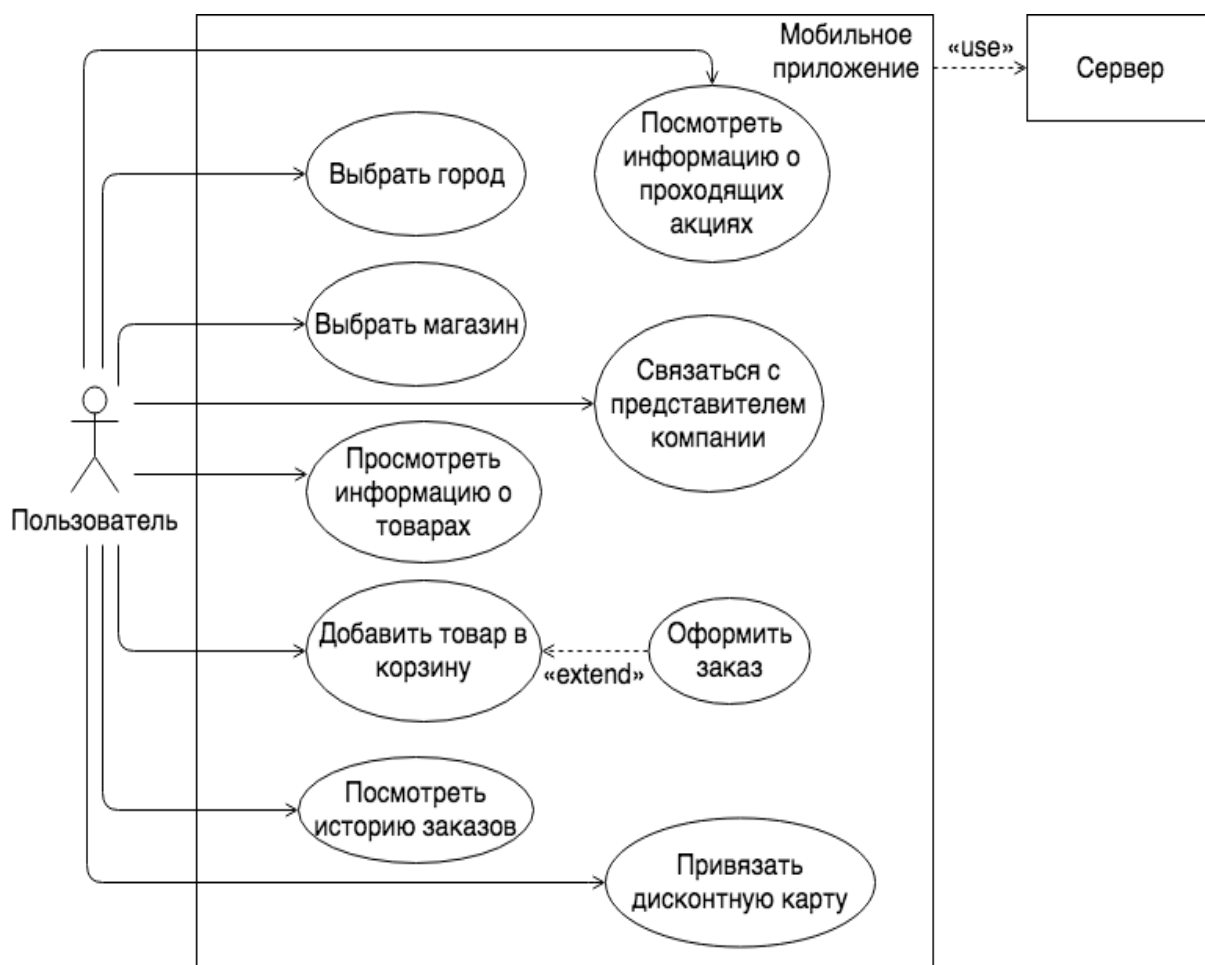 Мобильное
приложение
«use»
Сервер
Посмотреть
информацию о
проходящих
акциях
Выбрать город
Выбрать магазин
Связаться с
представителем
компании
Просмотреть
информацию о
товарах
Пользователь
Добавить товар в
корзину
«extend»
Оформить
заказ
Посмотреть
историю заказов
Привязать
дисконтную карту